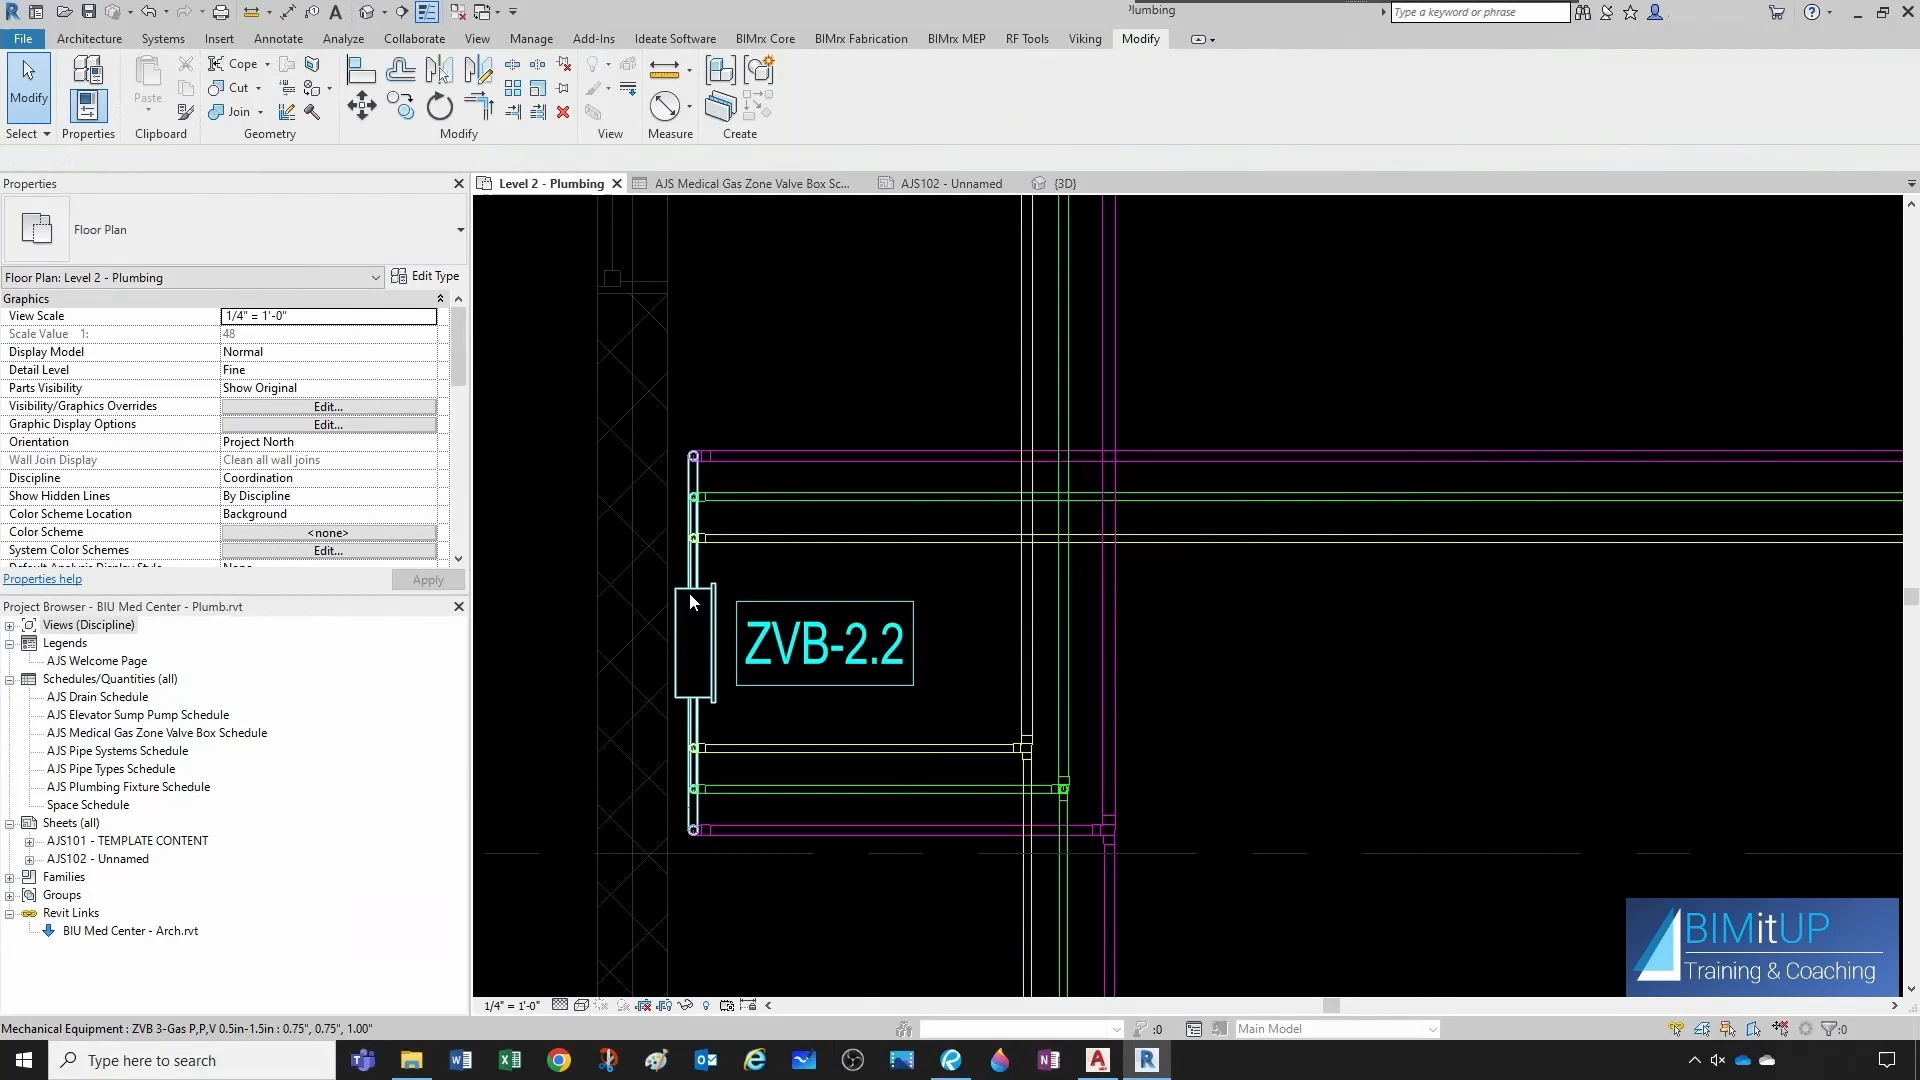 Plumbing
Type a keyword or phrase
File Architecture Systems Insert Annotate Analyze Collaborate View Manage Add-Ins Ideate Software BIMrx Core BIMrx Fabrication BIMrx MEP RF Tools Viking Modify
Modify
Paste
Cope
Cut
Join
Select Properties Clipboard Geometry Modify View Measure Create
Properties
Level 2 - Plumbing
AJS Medical Gas Zone Valve Box Sc...
AJS102 - Unnamed
{3D}
Floor Plan
Floor Plan: Level 2 - Plumbing
Edit Type
Graphics
View Scale 1/4" = 1'-0"
Scale Value 1: 48
Display Model Normal
Detail Level Fine
Parts Visibility Show Original
Visibility/Graphics Overrides Edit...
Graphic Display Options Edit...
Orientation Project North
Wall Join Display Clean all wall joins
Discipline Coordination
Show Hidden Lines By Discipline
Color Scheme Location Background
Color Scheme <none>
System Color Schemes Edit...
Properties help
Apply
Project Browser - BIU Med Center - Plumb.rvt
Views (Discipline)
Legends
AJS Welcome Page
Schedules/Quantities (all)
AJS Drain Schedule
AJS Elevator Sump Pump Schedule
AJS Medical Gas Zone Valve Box Schedule
AJS Pipe Systems Schedule
AJS Pipe Types Schedule
AJS Plumbing Fixture Schedule
Space Schedule
Sheets (all)
AJS101 - TEMPLATE CONTENT
AJS102 - Unnamed
Families
Groups
Revit Links
BIU Med Center - Arch.rvt
ZVB-2.2
BIMitUP
Training & Coaching
1/4" = 1'-0"
Mechanical Equipment : ZVB 3-Gas P,P,V 0.5in-1.5in : 0.75", 0.75", 1.00"
:0
Main Model
:0
Type here to search